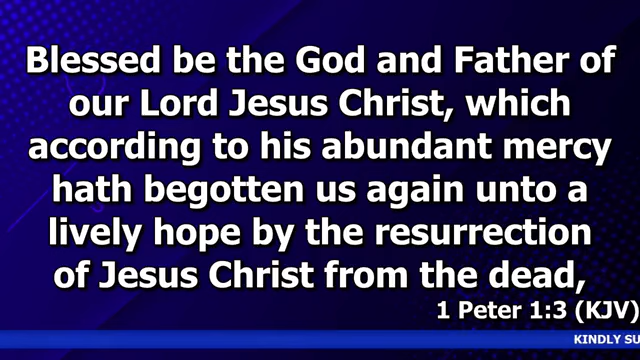 Blessed be the God and Father of
our Lord Jesus Christ, which
according to his abundant mercy
hath begotten us again unto a
lively hope by the resurrection
of Jesus Christ from the dead,
1 Peter 1:3 (KJV)
KINDLY SU